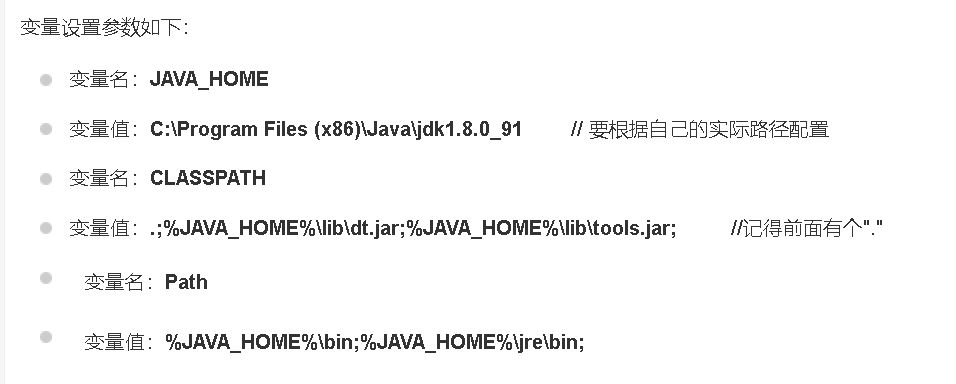 变量设置参数如下：
变量名：JAVA_HOME
变量值：C:\Program Files (x86)\Java\jdk1.8.0_91 // 要根据自己的实际路径配置
变量名：CLASSPATH
变量值：.;%JAVA_HOME%\lib\dt.jar;%JAVA_HOME%\lib\tools.jar; //记得前面有个"."
变量名：Path
变量值：%JAVA_HOME%\bin;%JAVA_HOME%\jre\bin;